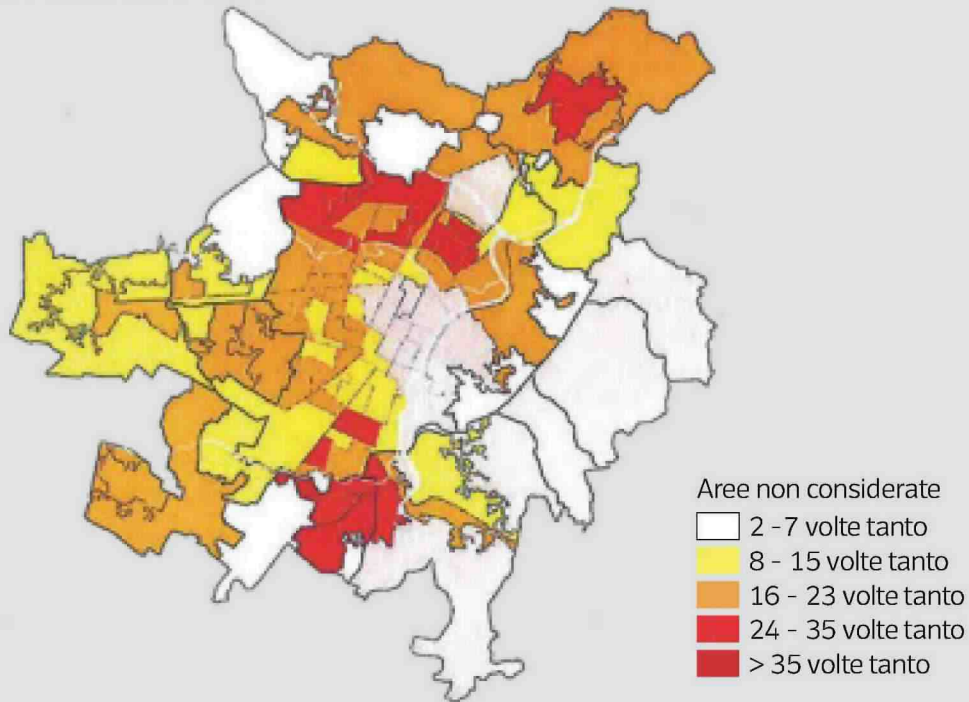 Aree non considerate
2 - 7 volte tanto
8 - 15 volte tanto
16 - 23 volte tanto
24 - 35 volte tanto
> 35 volte tanto